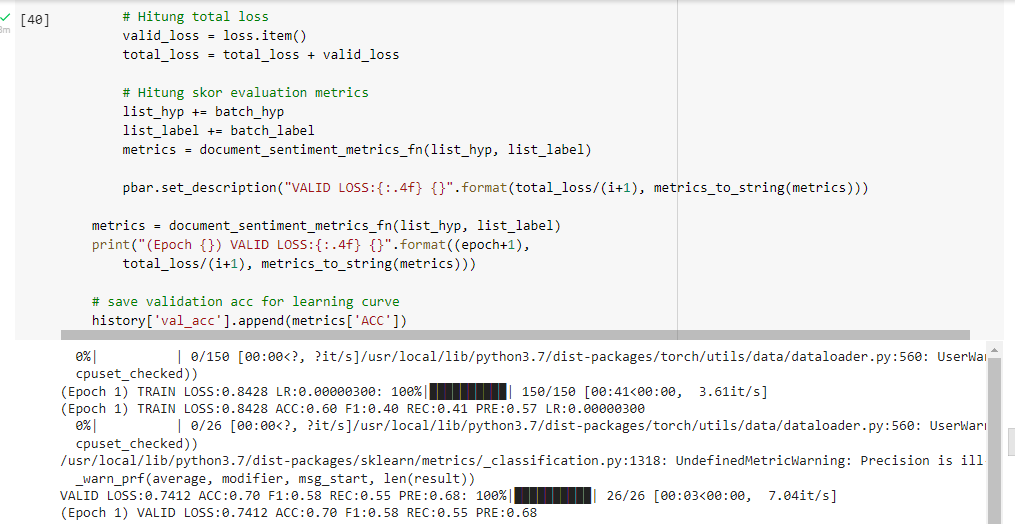 [40]
# Hitung total loss
valid_loss = loss.item()
total_loss = total_loss + valid_loss
# Hitung skor evaluation metrics
list_hyp += batch_hyp
list_label += batch_label
metrics = document_sentiment_metrics_fn(list_hyp, list_label)
pbar.set_description("VALID LOSS:{:.4f} {}".format(total_loss/(i+1), metrics_to_string(metrics)))
metrics = document_sentiment_metrics_fn(list_hyp, list_label)
print("(Epoch {}) VALID LOSS:{:.4f} {}".format((epoch+1),
total_loss/(i+1), metrics_to_string(metrics)))
# save validation acc for learning curve
history['val_acc'].append(metrics['ACC'])
0%| | 0/150 [00:00<?, ?it/s]/usr/local/lib/python3.7/dist-packages/torch/utils/data/dataloader.py:560: UserWa
cpuset_checked))
(Epoch 1) TRAIN LOSS:0.8428 LR:0.00000300: 100%|██████████| 150/150 [00:41<00:00, 3.61it/s]
(Epoch 1) TRAIN LOSS:0.8428 ACC:0.60 F1:0.40 REC:0.41 PRE:0.57 LR:0.00000300
0%| | 0/26 [00:00<?, ?it/s]/usr/local/lib/python3.7/dist-packages/torch/utils/data/dataloader.py:560: UserWar
cpuset_checked))
/usr/local/lib/python3.7/dist-packages/sklearn/metrics/_classification.py:1318: UndefinedMetricWarning: Precision is ill-
_warn_prf(average, modifier, msg_start, len(result))
VALID LOSS:0.7412 ACC:0.70 F1:0.58 REC:0.55 PRE:0.68: 100%|██████████| 26/26 [00:03<00:00, 7.04it/s]
(Epoch 1) VALID LOSS:0.7412 ACC:0.70 F1:0.58 REC:0.55 PRE:0.68